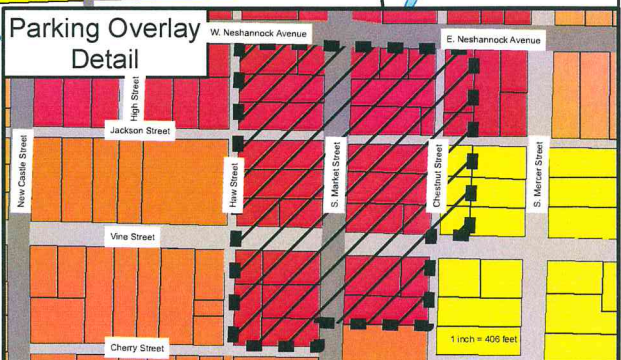 Parking Overlay
Detail
W. Neshannock Avenue
E. Neshannock Avenue
High Street
Jackson Street
New Castle Street
Haw Street
S. Market Street
Chestnut Street
S. Mercer Street
Vine Street
Cherry Street
1 inch = 406 feet